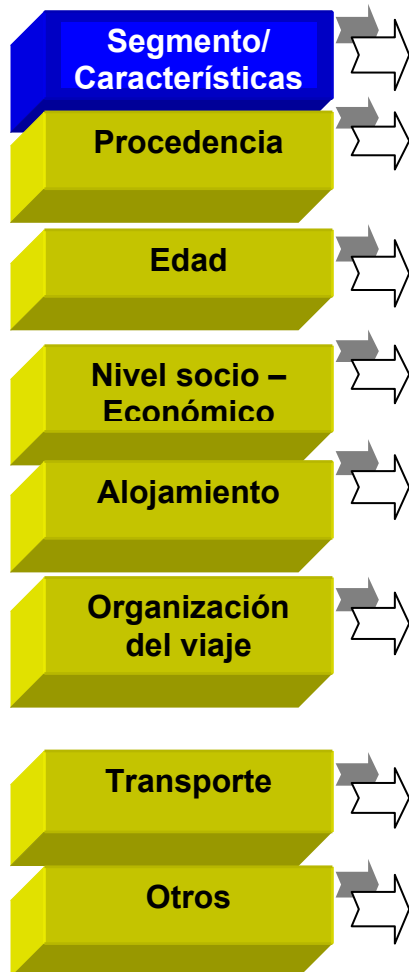 Segmento/
Características
Procedencia
Edad
Nivel socio –
Económico
Alojamiento
Organización
del viaje
Transporte
Otros